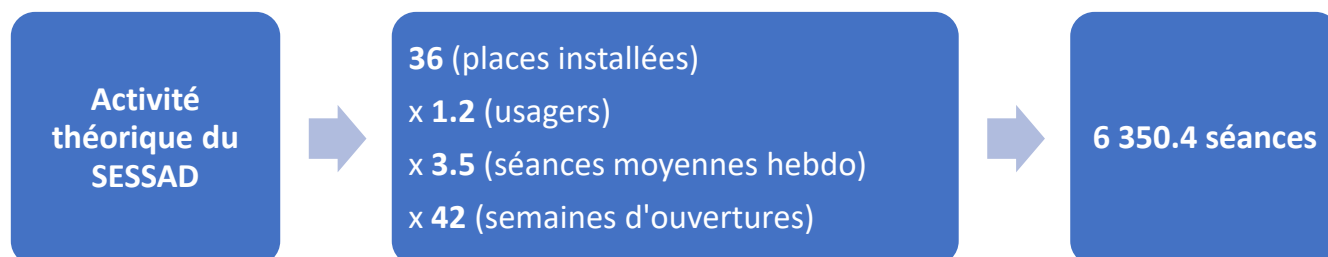 Activité
théorique du
SESSAD
36 (places installées)
x 1.2 (usagers)
x 3.5 (séances moyennes hebdo)
x 42 (semaines d'ouvertures)
6 350.4 séances